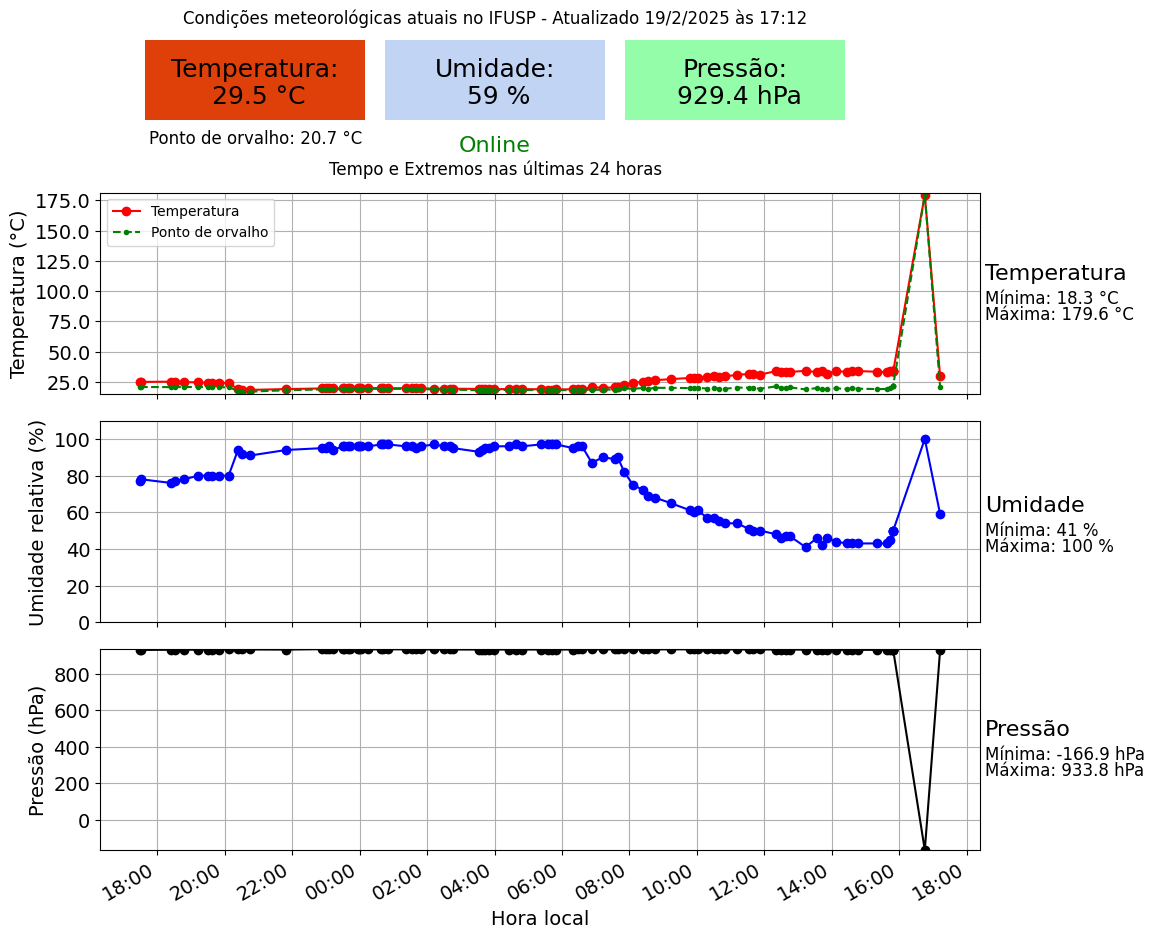 Condições meteorológicas atuais no IFUSP - Atualizado 19/2/2025 às 17:12
Temperatura:
29.5 °C
Umidade:
59 %
Pressão:
929.4 hPa
Ponto de orvalho: 20.7 °C
Online
Tempo e Extremos nas últimas 24 horas
Temperatura (°C)
175.0
150.0
125.0
100.0
75.0
50.0
25.0
Temperatura
Ponto de orvalho
Temperatura
Mínima: 18.3 °C
Máxima: 179.6 °C
Umidade relativa (%)
100
80
60
40
20
0
Umidade
Mínima: 41 %
Máxima: 100 %
Pressão (hPa)
800
600
400
200
0
Pressão
Mínima: -166.9 hPa
Máxima: 933.8 hPa
18:00
20:00
22:00
00:00
02:00
04:00
06:00
08:00
10:00
12:00
14:00
16:00
18:00
Hora local